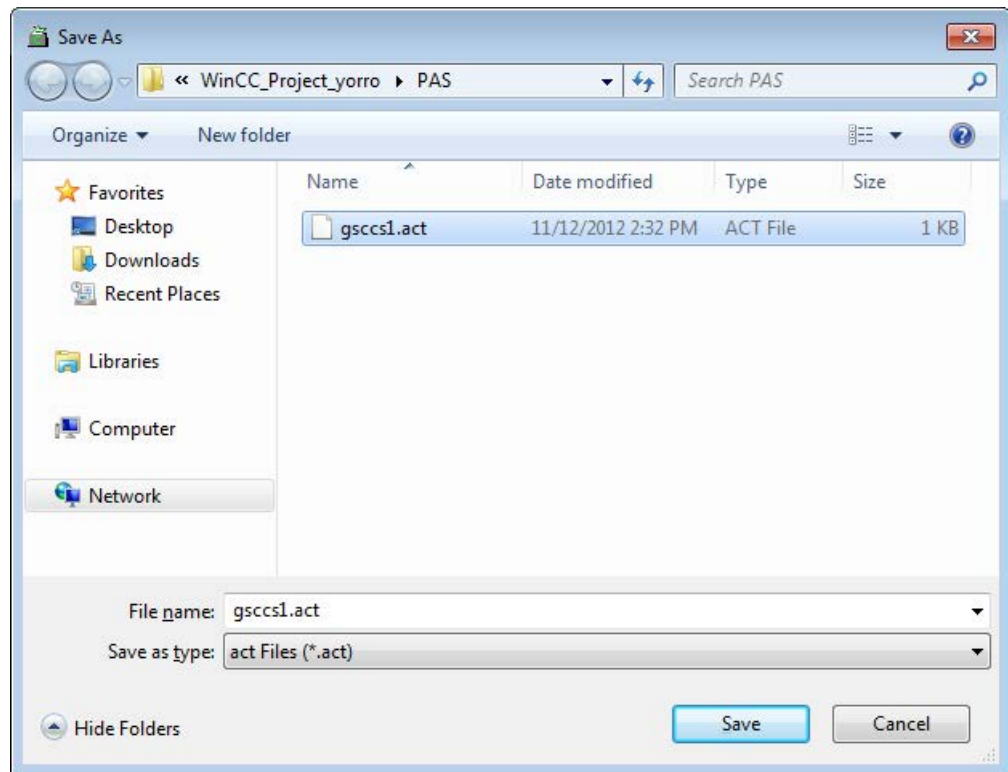 Save As
« WinCC_Project_yorro ▸ PAS
Search PAS
Organize
New folder
Favorites
Desktop
Downloads
Recent Places
Libraries
Computer
Network
Name Date modified Type Size
gsccs1.act 11/12/2012 2:32 PM ACT File 1 KB
File name: gsccs1.act
Save as type: act Files (*.act)
Hide Folders
Save
Cancel